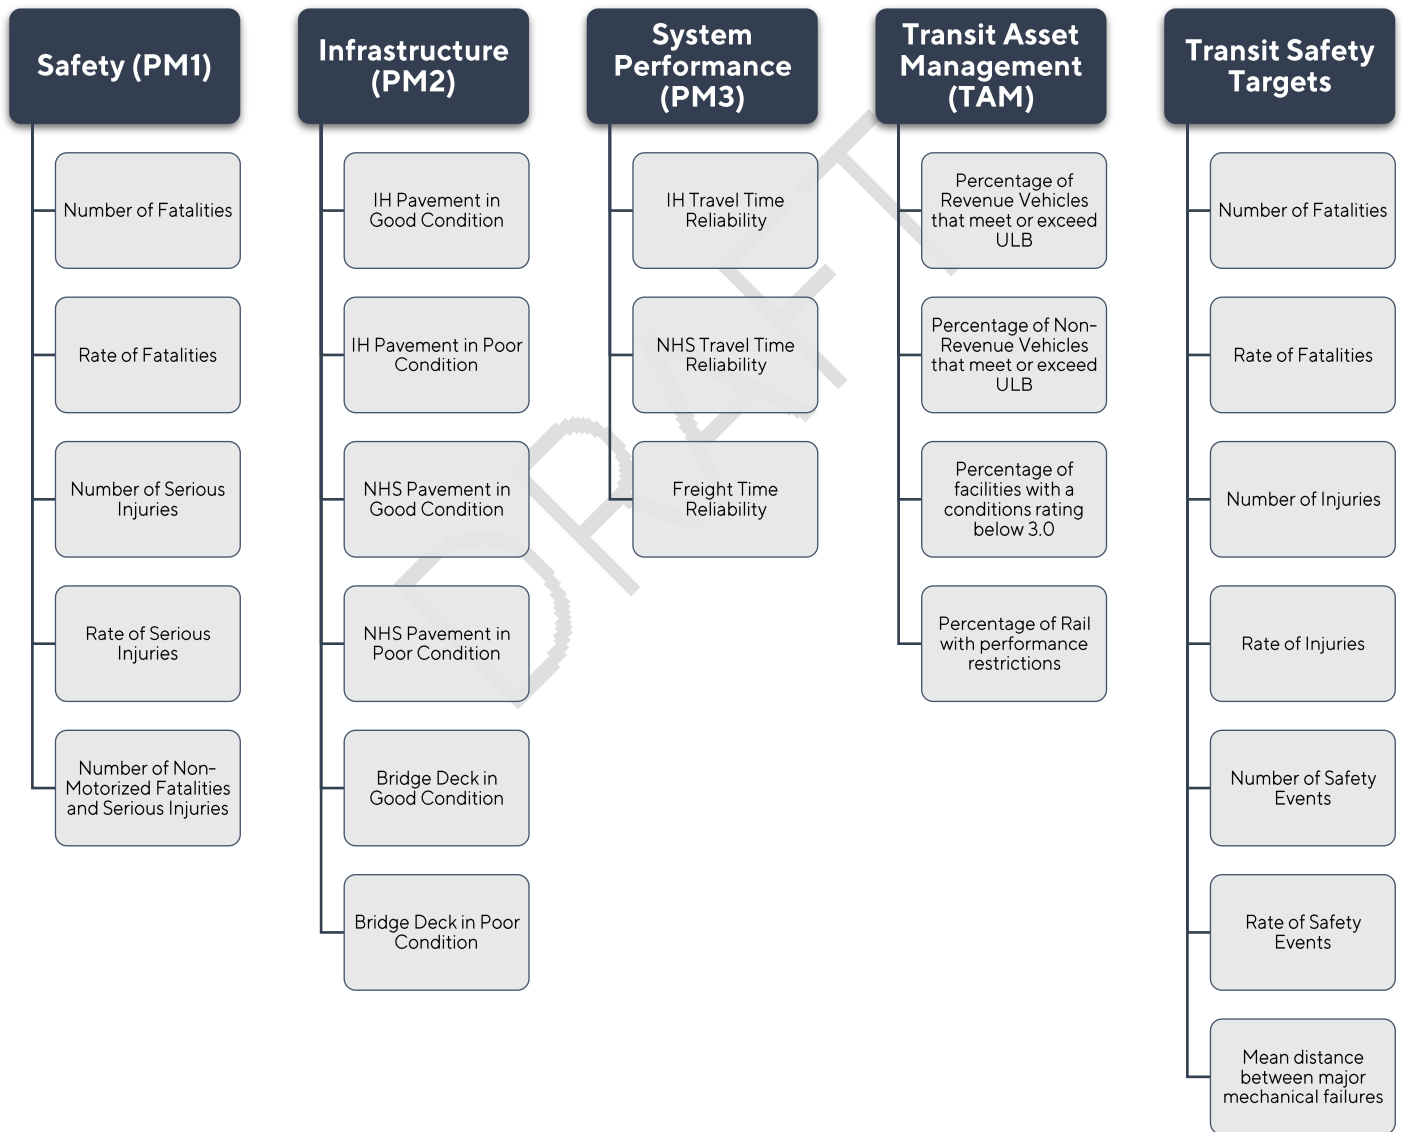 Safety (PM1)
Number of Fatalities
Rate of Fatalities
Number of Serious
Injuries
Rate of Serious
Injuries
Number of Non-
Motorized Fatalities
and Serious Injuries
Infrastructure
(PM2)
IH Pavement in
Good Condition
IH Pavement in Poor
Condition
NHS Pavement in
Good Condition
NHS Pavement in
Poor Condition
Bridge Deck in
Good Condition
Bridge Deck in Poor
Condition
System
Performance
(PM3)
IH Travel Time
Reliability
NHS Travel Time
Reliability
Freight Time
Reliability
Transit Asset
Management
(TAM)
Percentage of
Revenue Vehicles
that meet or exceed
ULB
Percentage of Non-
Revenue Vehicles
that meet or exceed
ULB
Percentage of
facilities with a
conditions rating
below 3.0
Percentage of Rail
with performance
restrictions
Transit Safety
Targets
Number of Fatalities
Rate of Fatalities
Number of Injuries
Rate of Injuries
Number of Safety
Events
Rate of Safety
Events
Mean distance
between major
mechanical failures
DRAFT